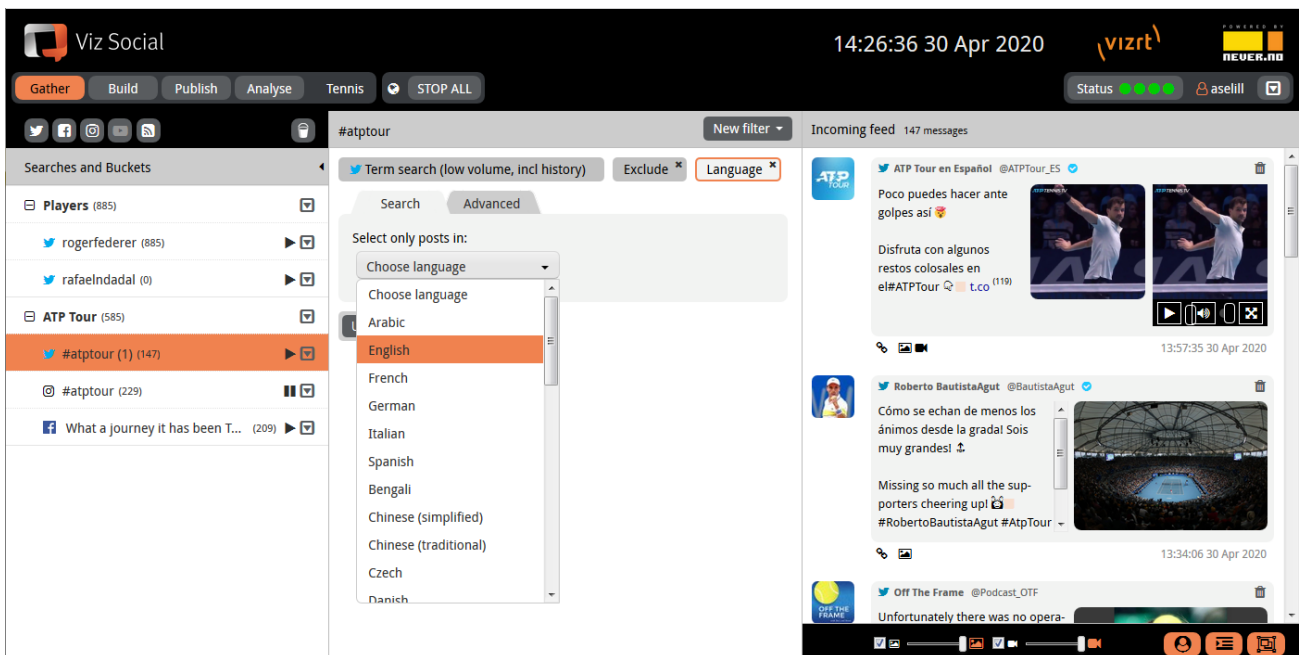 Viz Social
14:26:36 30 Apr 2020
vizrt
POWERED BY
never.no
Gather Build Publish Analyse Tennis STOP ALL
Status aselill
#atptour
New filter
Incoming feed 147 messages
Searches and Buckets
Players (885)
rogerfederer (885)
rafaelndadal (0)
ATP Tour (585)
#atptour (1) (147)
#atptour (229)
What a journey it has been T... (209)
Term search (low volume, incl history) Exclude Language
Search Advanced
Select only posts in:
Choose language
Choose language
Arabic
English
French
German
Italian
Spanish
Bengali
Chinese (simplified)
Chinese (traditional)
Czech
Danish
ATP
TOUR
ATP Tour en Español @ATPTour_ES
Poco puedes hacer ante
golpes así
Disfruta con algunos
restos colosales en
el#ATPTour t.co (119)
13:57:35 30 Apr 2020
Roberto BautistaAgut @BautistaAgut
Cómo se echan de menos los
ánimos desde la grada! Sois
muy grandes!
Missing so much all the sup-
porters cheering up!
#RobertoBautistaAgut #AtpTour
13:34:06 30 Apr 2020
OFF THE
FRAME
Off The Frame @Podcast_OTF
Unfortunately there was no opera-